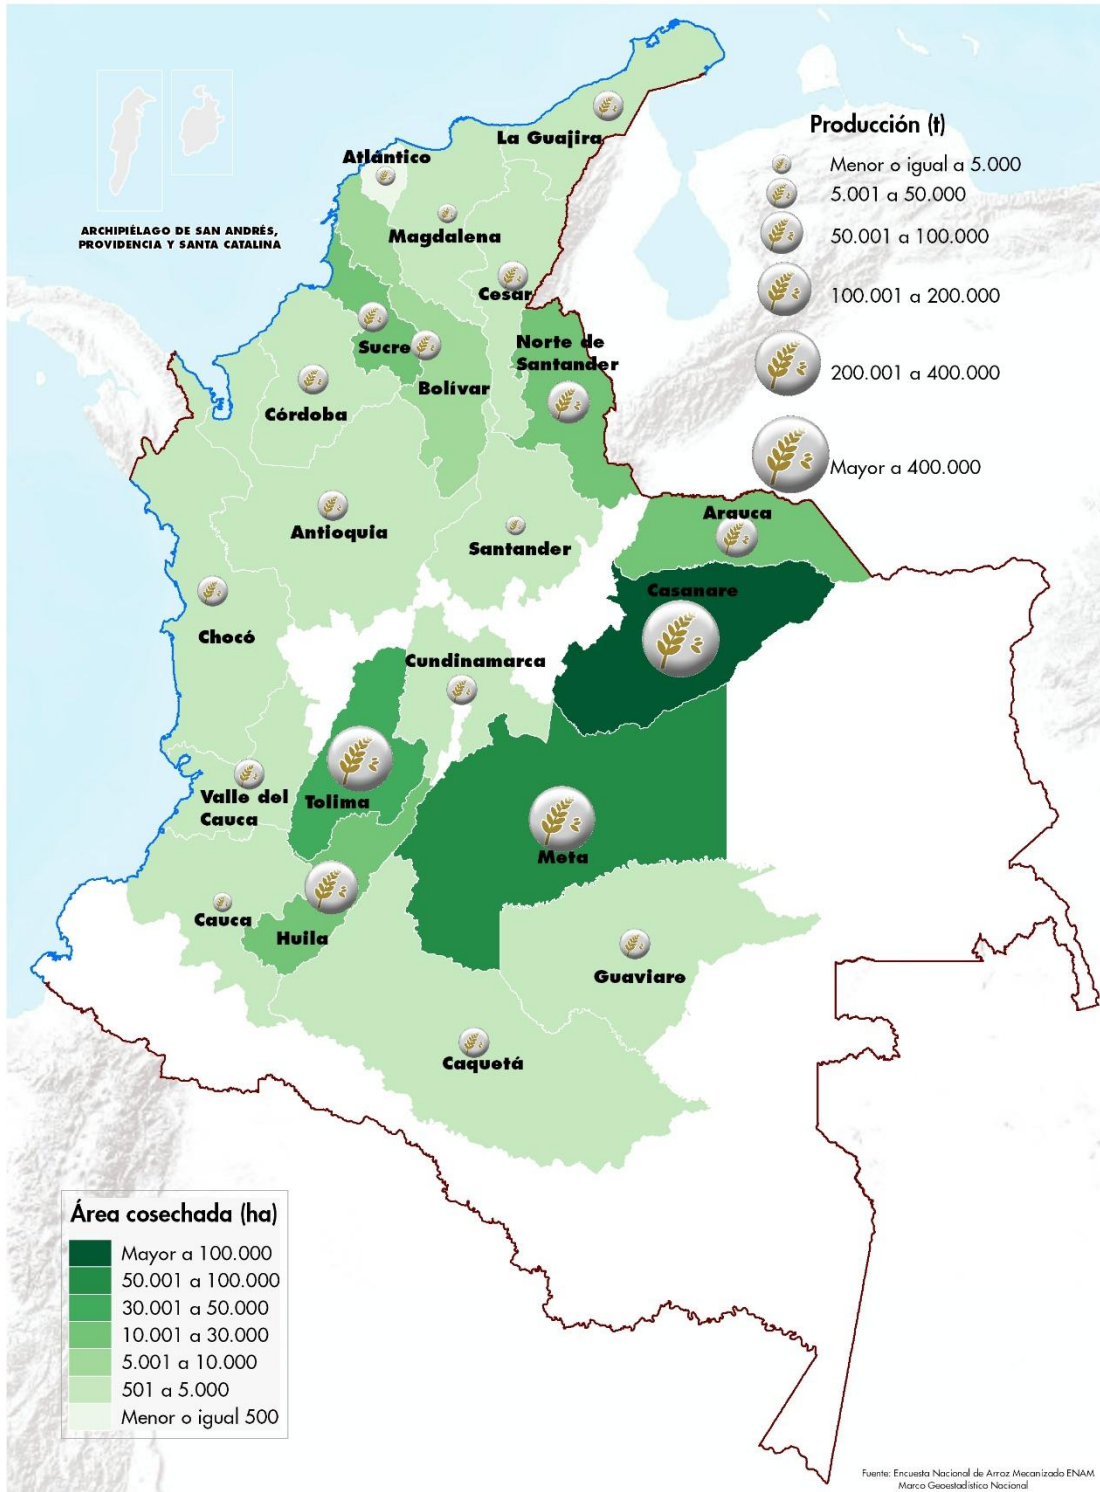 La Guajira
Atlántico
Magdalena
Cesar
ARCHIPIÉLAGO DE SAN ANDRÉS,
PROVIDENCIA Y SANTA CATALINA
Producción (t)
Menor o igual a 5.000
5.001 a 50.000
50.001 a 100.000
100.001 a 200.000
200.001 a 400.000
Mayor a 400.000
Sucre
Norte de
Santander
Bolívar
Córdoba
Antioquia
Santander
Arauca
Casanare
Chocó
Cundinamarca
Valle del
Cauca
Tolima
Meta
Cauca
Huila
Guaviare
Caquetá
Área cosechada (ha)
Mayor a 100.000
50.001 a 100.000
30.001 a 50.000
10.001 a 30.000
5.001 a 10.000
501 a 5.000
Menor o igual 500
Fuente: Encuesta Nacional de Arroz Mecanizado ENAM
Marco Geoestadístico Nacional